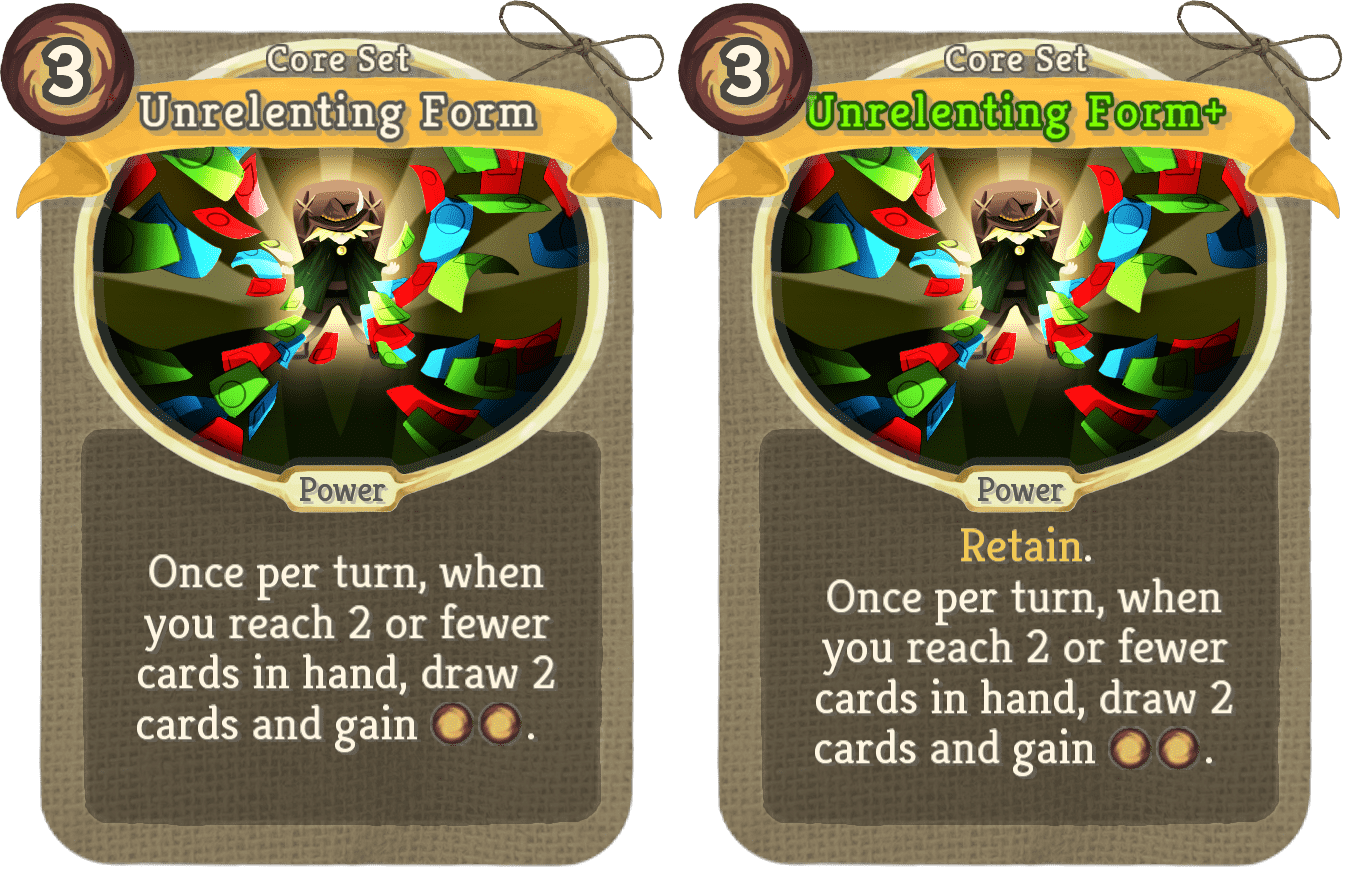 3
Core Set
Unrelenting Form
Power
Once per turn, when
you reach 2 or fewer
cards in hand, draw 2
cards and gain .
3
Core Set
Unrelenting Form+
Power
Retain.
Once per turn, when
you reach 2 or fewer
cards in hand, draw 2
cards and gain .